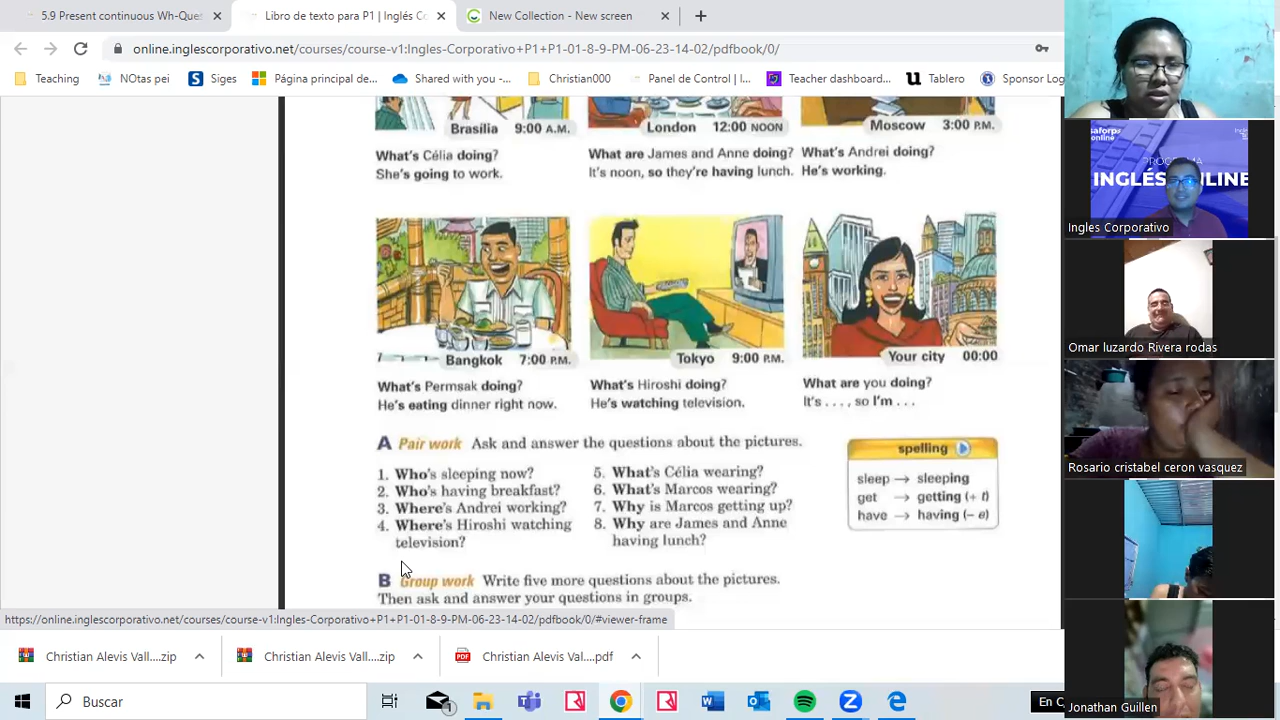 5.9 Present continuous Wh-Ques
Libro de texto para P1 | Inglés Co
New Collection - New screen
online.inglescorporativo.net/courses/course-v1:Ingles-Corporativo+P1+P1-01-8-9-PM-06-23-14-02/pdfbook/0/
Teaching
NOtas pei
Siges
Página principal de...
Shared with you -...
Christian000
Panel de Control | I...
Teacher dashboard...
Tablero
Sponsor Log
Brasília 9:00 A.M.
London 12:00 NOON
Moscow 3:00 P.M.
What's Célia doing?
She's going to work.
What are James and Anne doing?
It's noon, so they're having lunch.
What's Andrei doing?
He's working.
Bangkok 7:00 P.M.
Tokyo 9:00 P.M.
Your city 00:00
What's Permsak doing?
He's eating dinner right now.
What's Hiroshi doing?
He's watching television.
What are you doing?
It's . . . , so I'm . . .
A Pair work Ask and answer the questions about the pictures.
1. Who's sleeping now?
2. Who's having breakfast?
3. Where's Andrei working?
4. Where's Hiroshi watching
television?
5. What's Célia wearing?
6. What's Marcos wearing?
7. Why is Marcos getting up?
8. Why are James and Anne
having lunch?
spelling
sleep → sleeping
get → getting (+ t)
have → having (– e)
B Group work Write five more questions about the pictures.
Then ask and answer your questions in groups.
https://online.inglescorporativo.net/courses/course-v1:Ingles-Corporativo+P1+P1-01-8-9-PM-06-23-14-02/pdfbook/0/#viewer-frame
Christian Alevis Vall....zip
Christian Alevis Vall....zip
Christian Alevis Val....pdf
Buscar
1
En C
online
PROGRAMA
INGLÉS ONLINE
Ingles Corporativo
Omar luzardo Rivera rodas
Rosario cristabel ceron vasquez
Jonathan Guillen